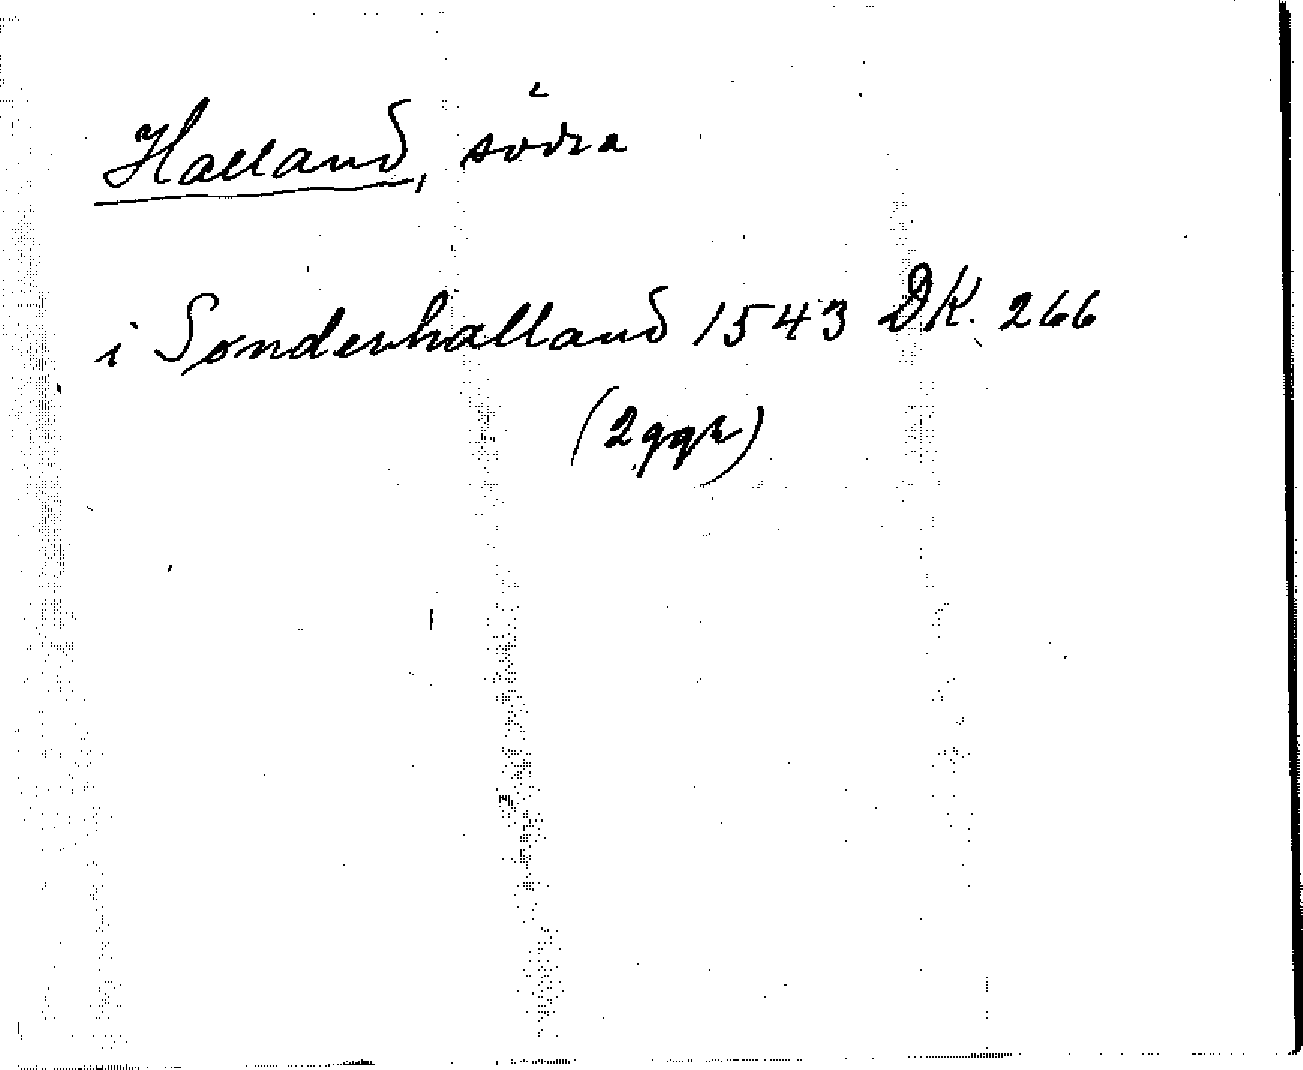 Halland, södra
i Sønderhalland 1543 DK. 266
(2 ggr)